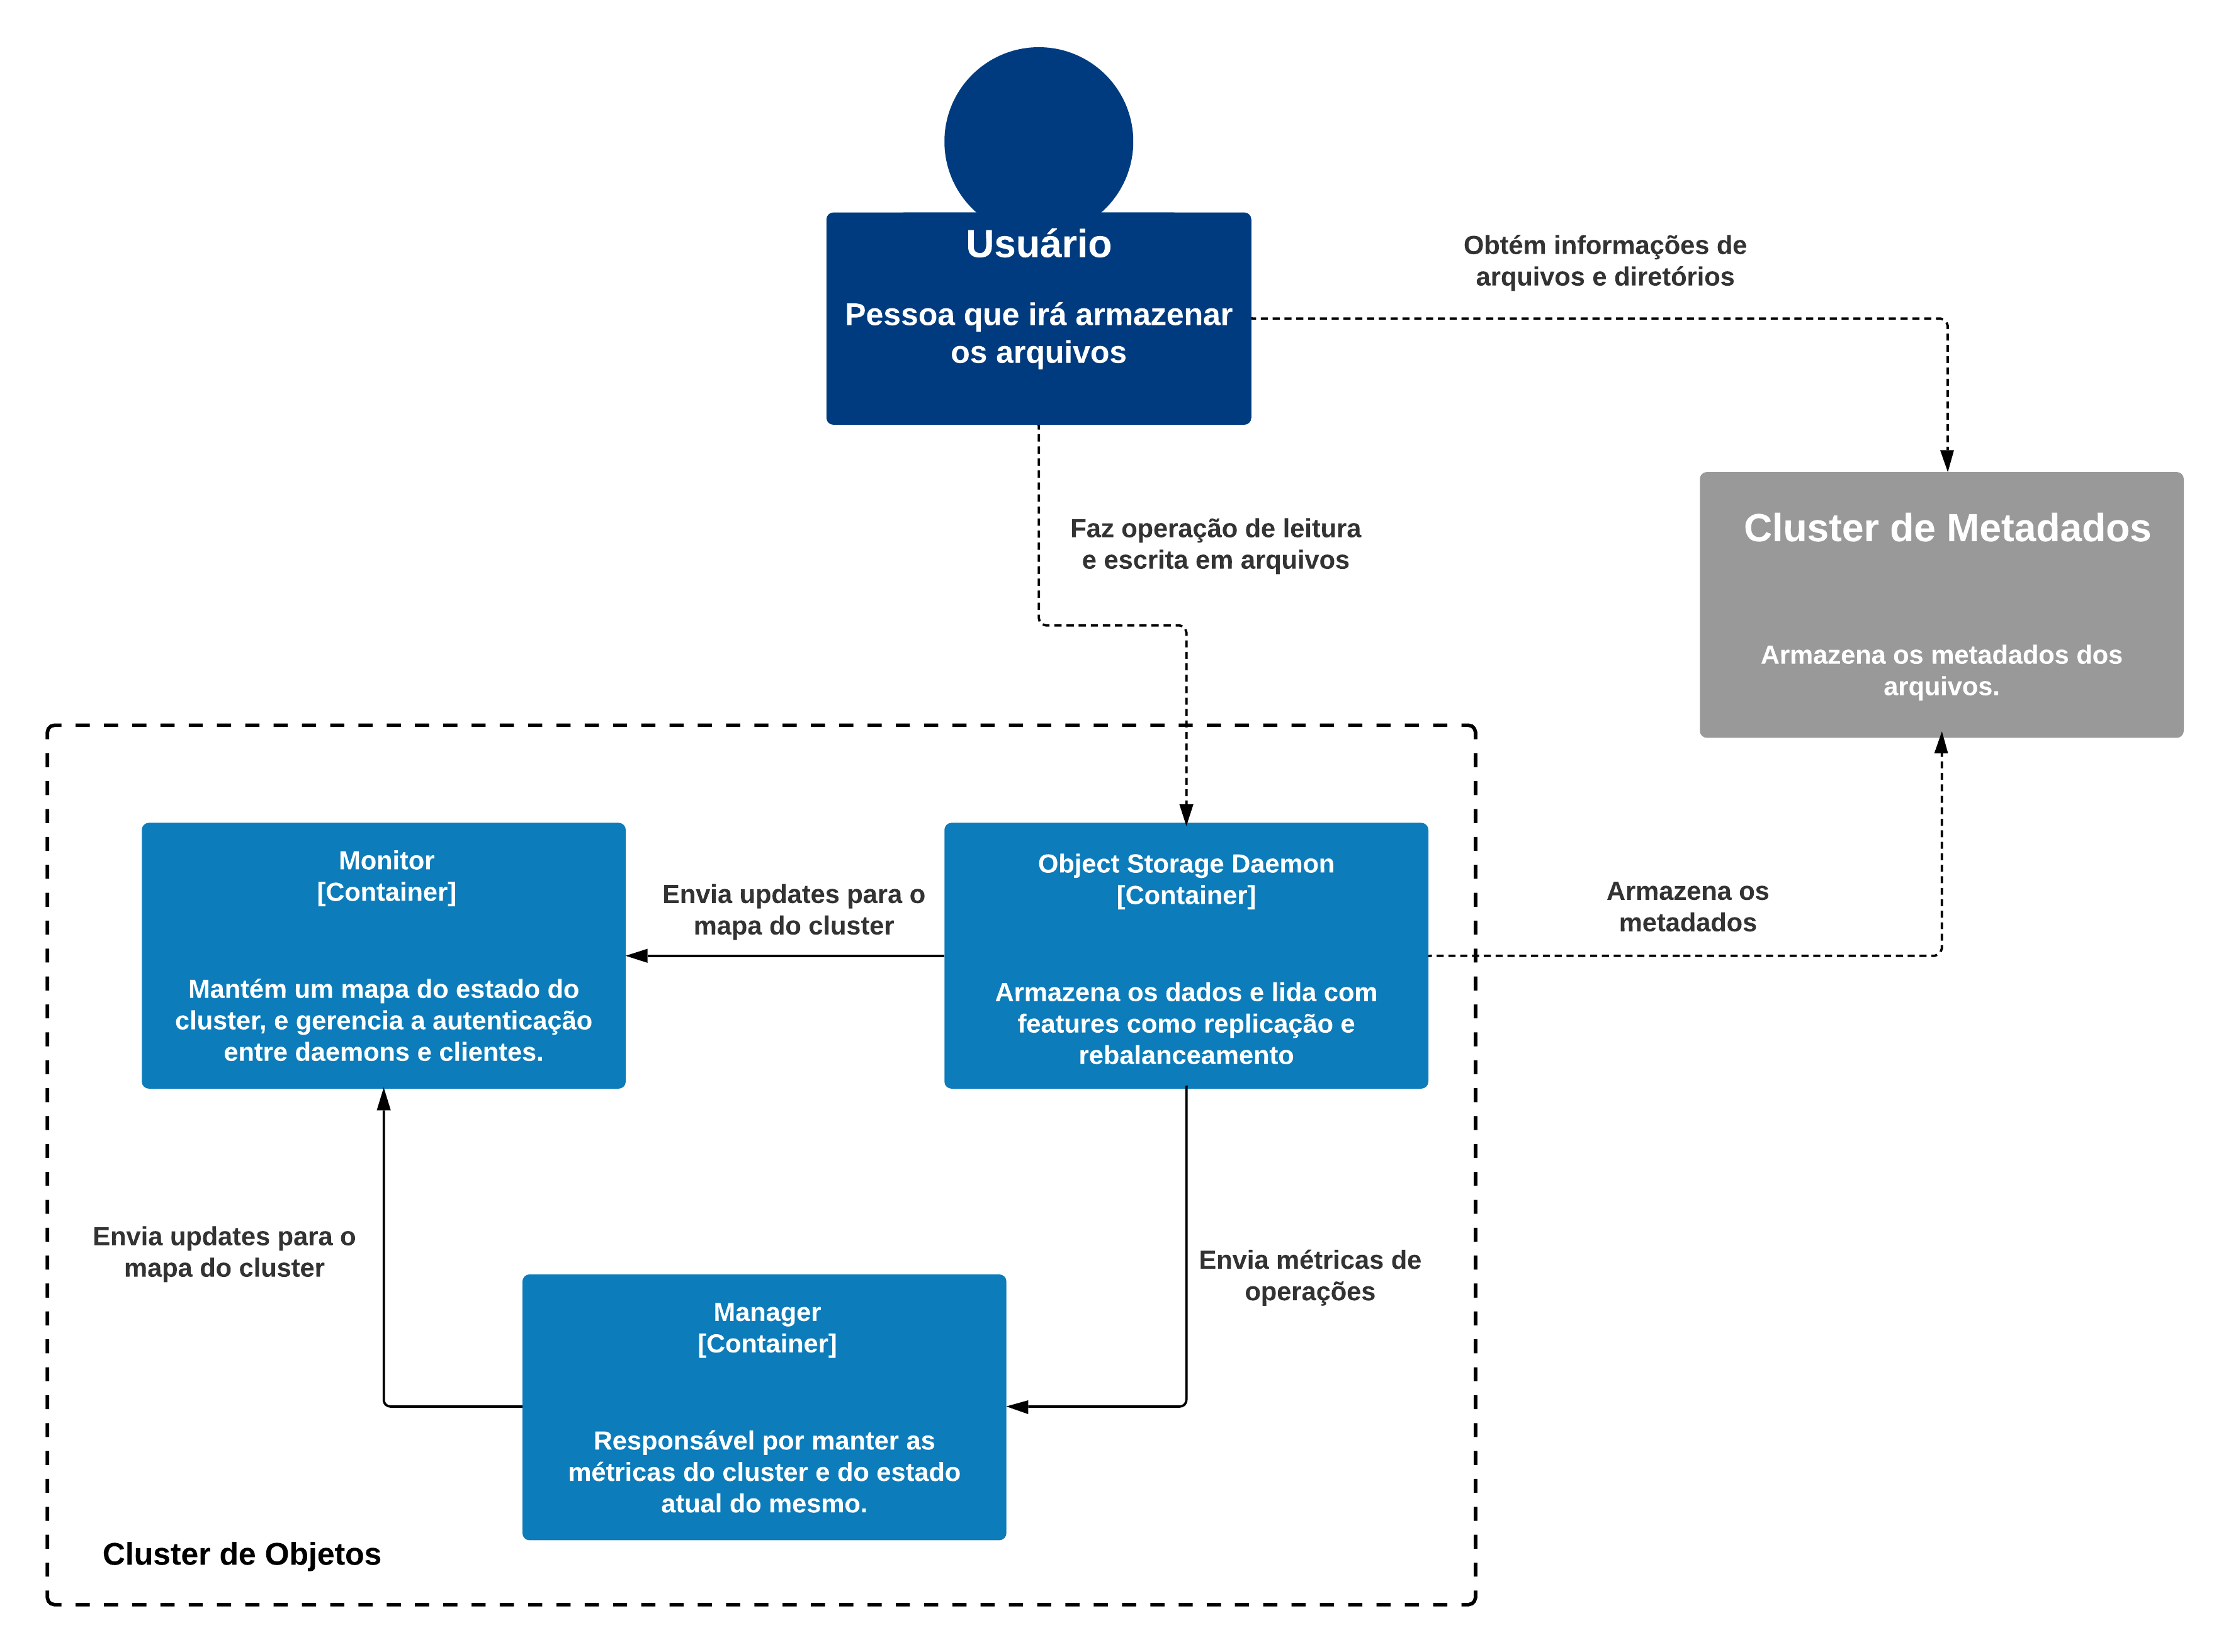 Usuário
Pessoa que irá armazenar
os arquivos
Obtém informações de
arquivos e diretórios
Faz operação de leitura
e escrita em arquivos
Cluster de Metadados
Armazena os metadados dos
arquivos.
Monitor
[Container]
Mantém um mapa do estado do
cluster, e gerencia a autenticação
entre daemons e clientes.
Envia updates para o
mapa do cluster
Object Storage Daemon
[Container]
Armazena os dados e lida com
features como replicação e
rebalanceamento
Armazena os
metadados
Envia updates para o
mapa do cluster
Envia métricas de
operações
Manager
[Container]
Responsável por manter as
métricas do cluster e do estado
atual do mesmo.
Cluster de Objetos